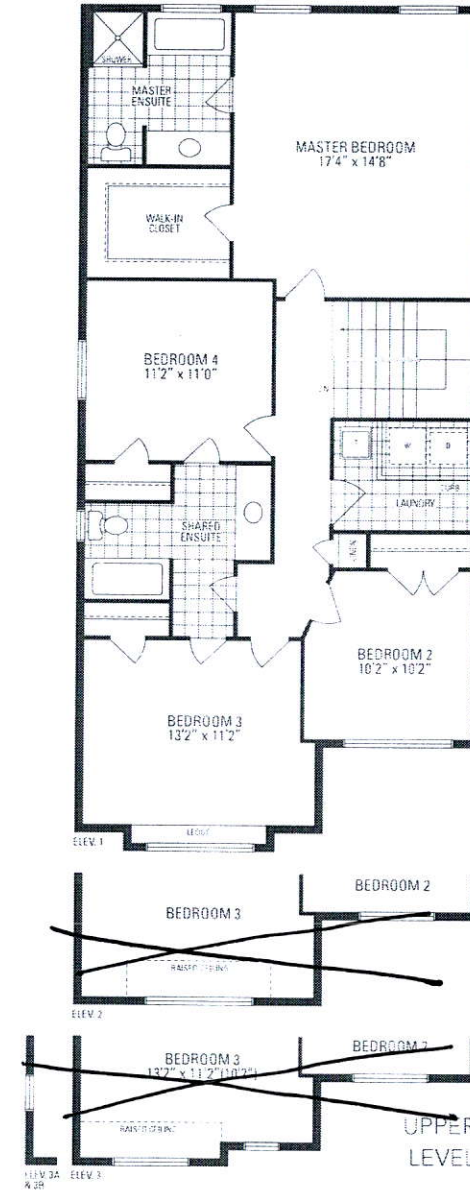 SHOWER
MASTER
ENSUITE
MASTER BEDROOM
17'4" x 14'8"
WALK-IN
CLOSET
BEDROOM 4
11'2" x 11'0"
T
W
D
LAUNDRY
SHARED
ENSUITE
LINEN
BEDROOM 2
10'2" x 10'2"
BEDROOM 3
13'2" x 11'2"
LEDGE
ELEV. 1
BEDROOM 2
BEDROOM 3
RAISED CEILING
ELEV. 2
BEDROOM 3
13'2" x 11'2"(10'2")
BEDROOM 2
RAISED CEILING
UPPER
LEVEL
ELEV. 3A
& 3B
ELEV. 3